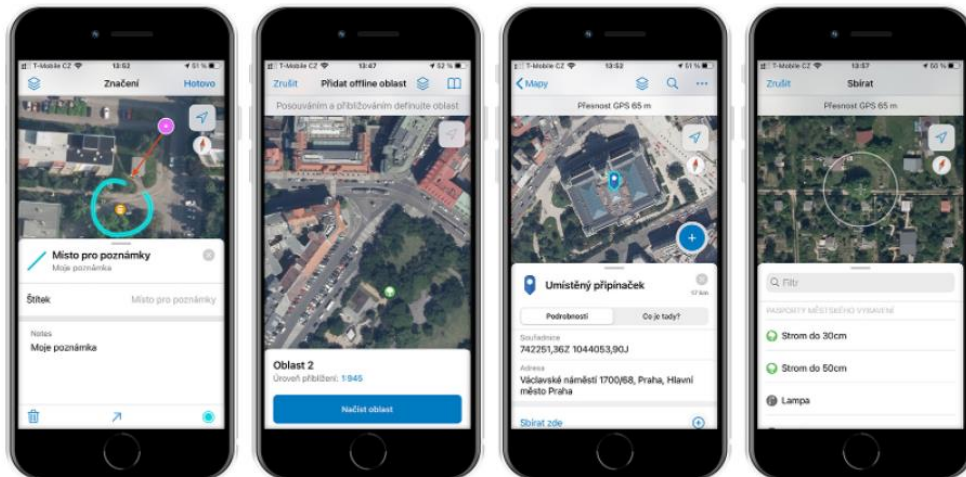 T-Mobile CZ 13:52 51 %
Značení Hotovo
Místo pro poznámky
Moje poznámka
Štítek Místo pro poznámky
Notes
Moje poznámka
T-Mobile CZ 13:47 52 %
Zrušit Přidat offline oblast
Posouváním a přibližováním definujte oblast
Oblast 2
Úroveň přiblížení: 1:945
Načíst oblast
T-Mobile CZ 13:52 51 %
Mapy
Přesnost GPS 65 m
Umístěný připínáček
17 km
Podrobnosti Co je tady?
Souřadnice
742251,36Z 1044053,90J
Adresa
Václavské náměstí 1700/68, Praha, Hlavní
město Praha
Sbírat zde
T-Mobile CZ 13:57 50 %
Zrušit Sbírat
Přesnost GPS 65 m
Filtr
PASPORTY MĚSTSKÉHO VYBAVENÍ
Strom do 30cm
Strom do 50cm
Lampa